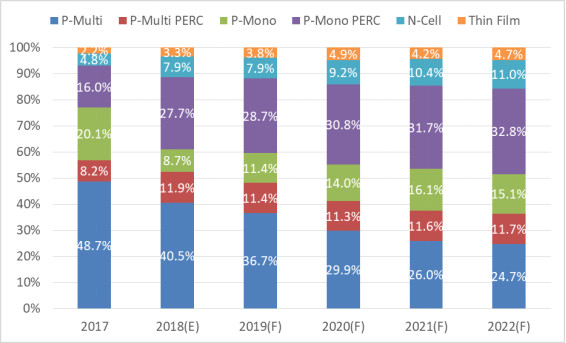 P-Multi P-Multi PERC P-Mono P-Mono PERC N-Cell Thin Film
100% 2.2% 3.3% 3.8% 4.9% 4.2% 4.7%
90% 4.8% 7.9% 7.9% 9.2% 10.4% 11.0%
80% 16.0% 27.7% 28.7% 30.8% 31.7% 32.8%
70% 20.1% 8.7% 11.4% 14.0% 16.1% 15.1%
60% 8.2% 11.9% 11.4% 11.3% 11.6% 11.7%
50% 48.7% 40.5% 36.7% 29.9% 26.0% 24.7%
40%
30%
20%
10%
0%
2017 2018(E) 2019(F) 2020(F) 2021(F) 2022(F)